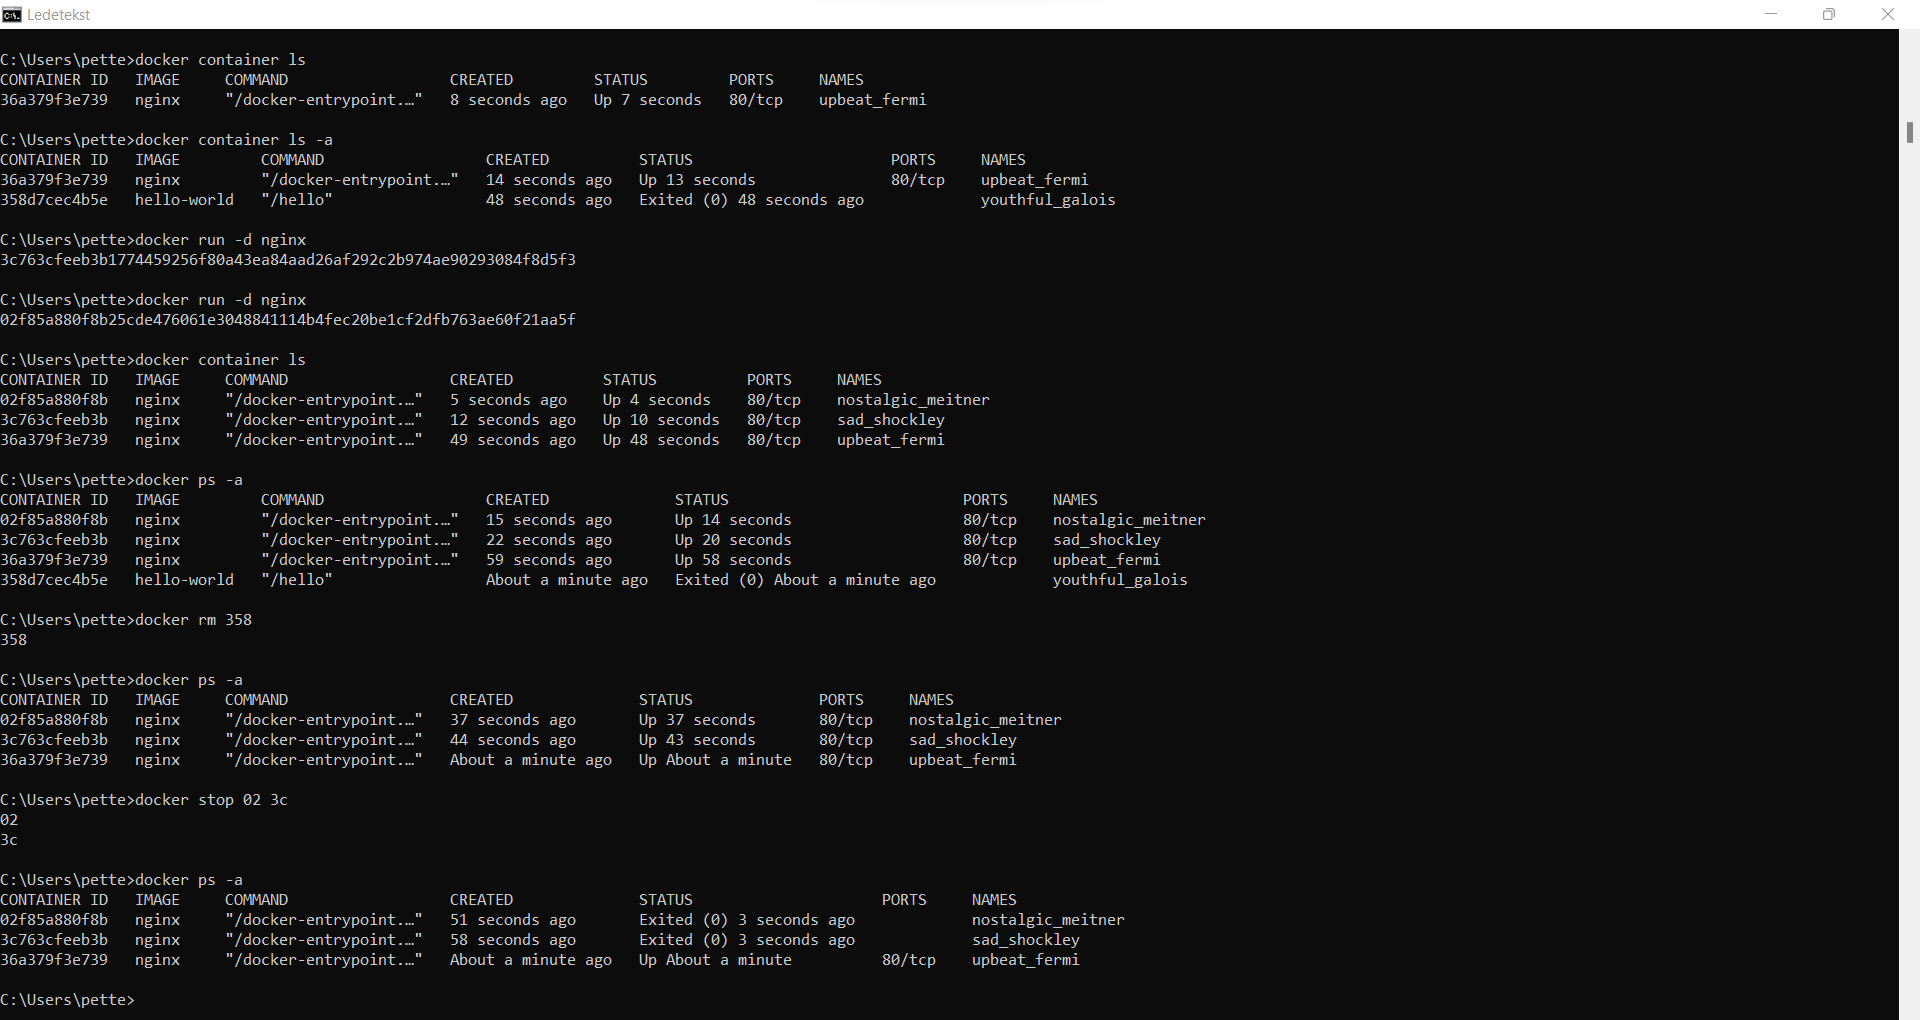 Ledetekst
C:\Users\pette>docker container ls
CONTAINER ID   IMAGE     COMMAND                  CREATED         STATUS         PORTS     NAMES
36a379f3e739   nginx     "/docker-entrypoint.…"   8 seconds ago   Up 7 seconds   80/tcp    upbeat_fermi
C:\Users\pette>docker container ls -a
CONTAINER ID   IMAGE         COMMAND                  CREATED          STATUS                      PORTS     NAMES
36a379f3e739   nginx         "/docker-entrypoint.…"   14 seconds ago   Up 13 seconds               80/tcp    upbeat_fermi
358d7cec4b5e   hello-world   "/hello"                 48 seconds ago   Exited (0) 48 seconds ago             youthful_galois
C:\Users\pette>docker run -d nginx
3c763cfeeb3b1774459256f80a43ea84aad26af292c2b974ae90293084f8d5f3
C:\Users\pette>docker run -d nginx
02f85a880f8b25cde476061e3048841114b4fec20be1cf2dfb763ae60f21aa5f
C:\Users\pette>docker container ls
CONTAINER ID   IMAGE     COMMAND                  CREATED          STATUS          PORTS     NAMES
02f85a880f8b   nginx     "/docker-entrypoint.…"   5 seconds ago    Up 4 seconds    80/tcp    nostalgic_meitner
3c763cfeeb3b   nginx     "/docker-entrypoint.…"   12 seconds ago   Up 10 seconds   80/tcp    sad_shockley
36a379f3e739   nginx     "/docker-entrypoint.…"   49 seconds ago   Up 48 seconds   80/tcp    upbeat_fermi
C:\Users\pette>docker ps -a
CONTAINER ID   IMAGE         COMMAND                  CREATED              STATUS                          PORTS     NAMES
02f85a880f8b   nginx         "/docker-entrypoint.…"   15 seconds ago       Up 14 seconds                   80/tcp    nostalgic_meitner
3c763cfeeb3b   nginx         "/docker-entrypoint.…"   22 seconds ago       Up 20 seconds                   80/tcp    sad_shockley
36a379f3e739   nginx         "/docker-entrypoint.…"   59 seconds ago       Up 58 seconds                   80/tcp    upbeat_fermi
358d7cec4b5e   hello-world   "/hello"                 About a minute ago   Exited (0) About a minute ago             youthful_galois
C:\Users\pette>docker rm 358
358
C:\Users\pette>docker ps -a
CONTAINER ID   IMAGE     COMMAND                  CREATED              STATUS              PORTS     NAMES
02f85a880f8b   nginx     "/docker-entrypoint.…"   37 seconds ago       Up 37 seconds       80/tcp    nostalgic_meitner
3c763cfeeb3b   nginx     "/docker-entrypoint.…"   44 seconds ago       Up 43 seconds       80/tcp    sad_shockley
36a379f3e739   nginx     "/docker-entrypoint.…"   About a minute ago   Up About a minute   80/tcp    upbeat_fermi
C:\Users\pette>docker stop 02 3c
02
3c
C:\Users\pette>docker ps -a
CONTAINER ID   IMAGE     COMMAND                  CREATED              STATUS                     PORTS     NAMES
02f85a880f8b   nginx     "/docker-entrypoint.…"   51 seconds ago       Exited (0) 3 seconds ago             nostalgic_meitner
3c763cfeeb3b   nginx     "/docker-entrypoint.…"   58 seconds ago       Exited (0) 3 seconds ago             sad_shockley
36a379f3e739   nginx     "/docker-entrypoint.…"   About a minute ago   Up About a minute          80/tcp    upbeat_fermi
C:\Users\pette>